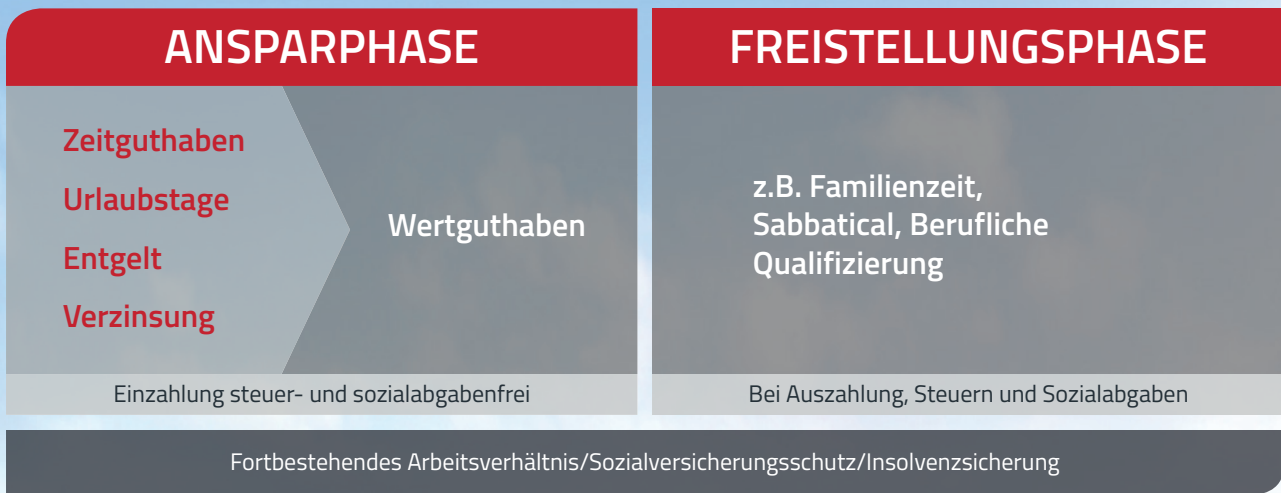 ANSPARPHASE
Zeitguthaben
Urlaubstage
Entgelt
Verzinsung
Wertguthaben
Einzahlung steuer- und sozialabgabenfrei
FREISTELLUNGSPHASE
z.B. Familienzeit,
Sabbatical, Berufliche
Qualifizierung
Bei Auszahlung, Steuern und Sozialabgaben
Fortbestehendes Arbeitsverhältnis/Sozialversicherungsschutz/Insolvenzsicherung